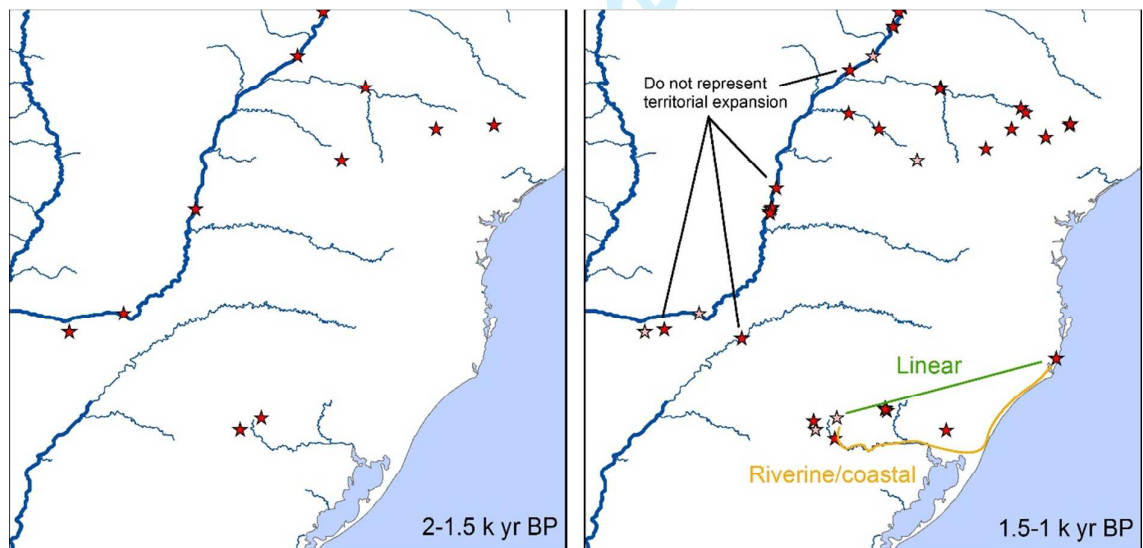 2-1.5 k yr BP
Do not represent
territorial expansion
Linear
Riverine/coastal
1.5-1 k yr BP